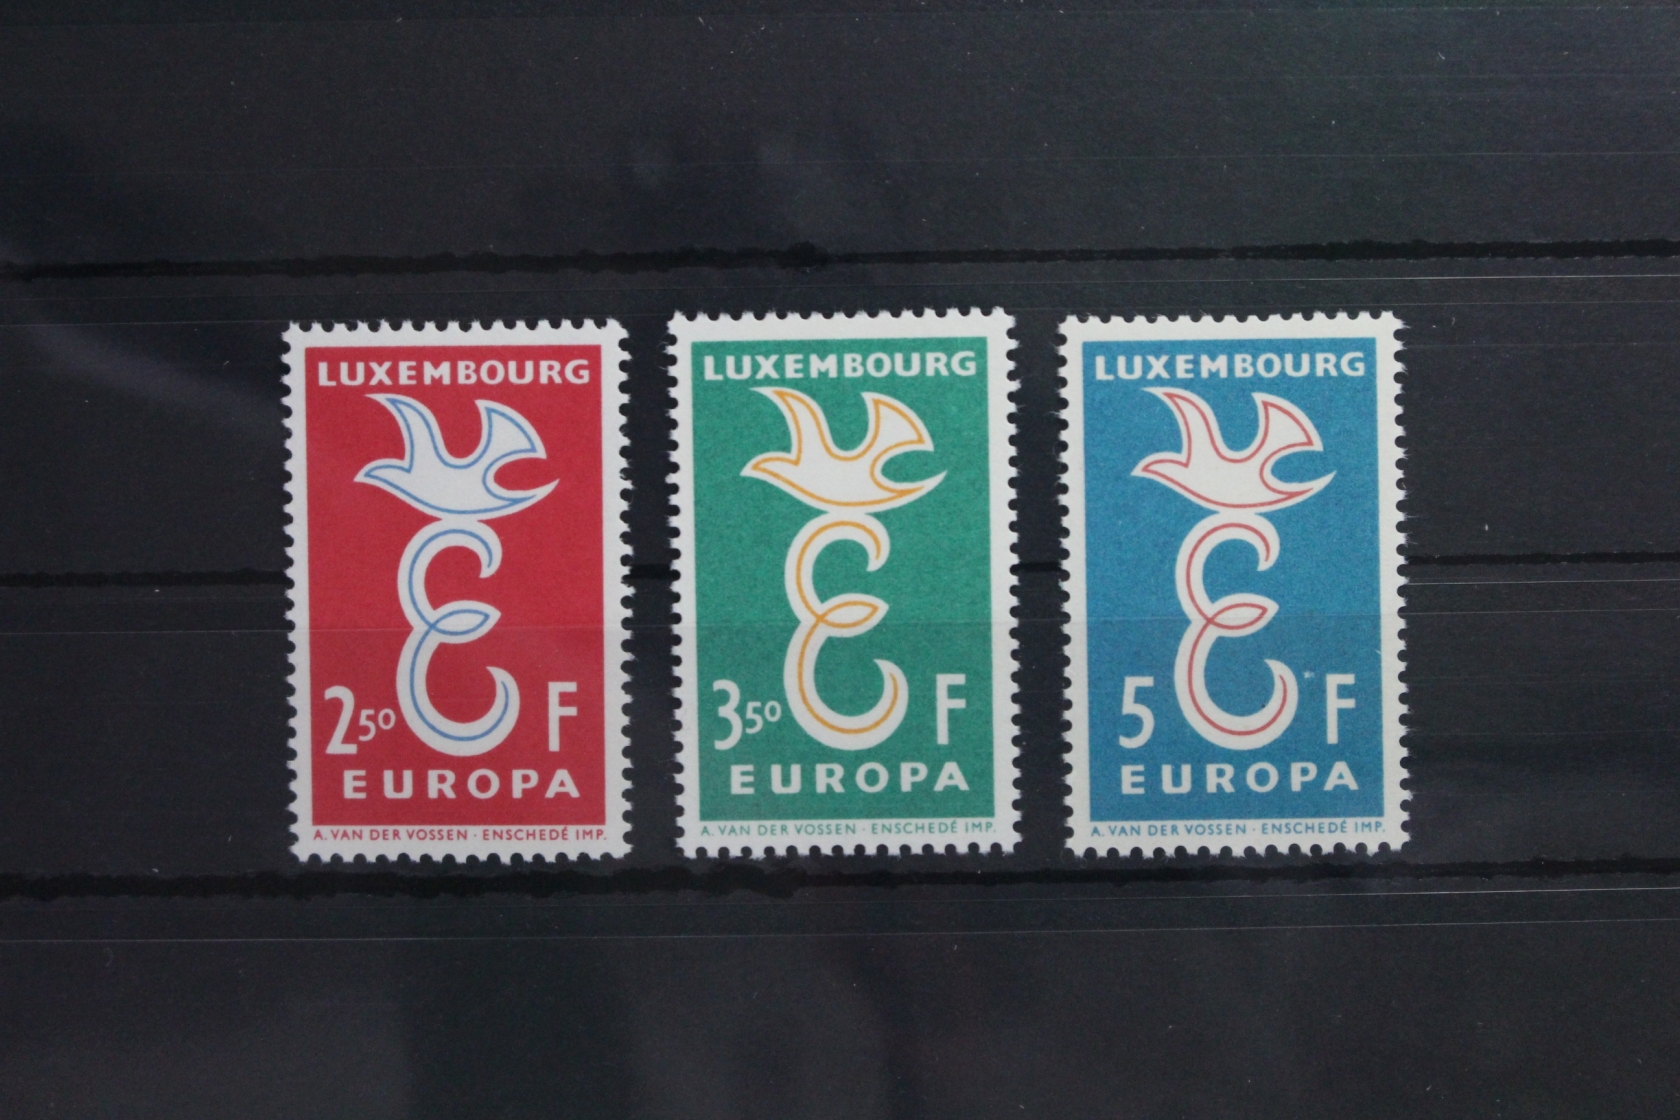 LUXEMBOURG
2 50 F
EUROPA
A. VAN DER VOSSEN · ENSCHEDÉ IMP.
LUXEMBOURG
3 50 F
EUROPA
A. VAN DER VOSSEN · ENSCHEDÉ IMP.
LUXEMBOURG
5 F
EUROPA
A. VAN DER VOSSEN · ENSCHEDÉ IMP.